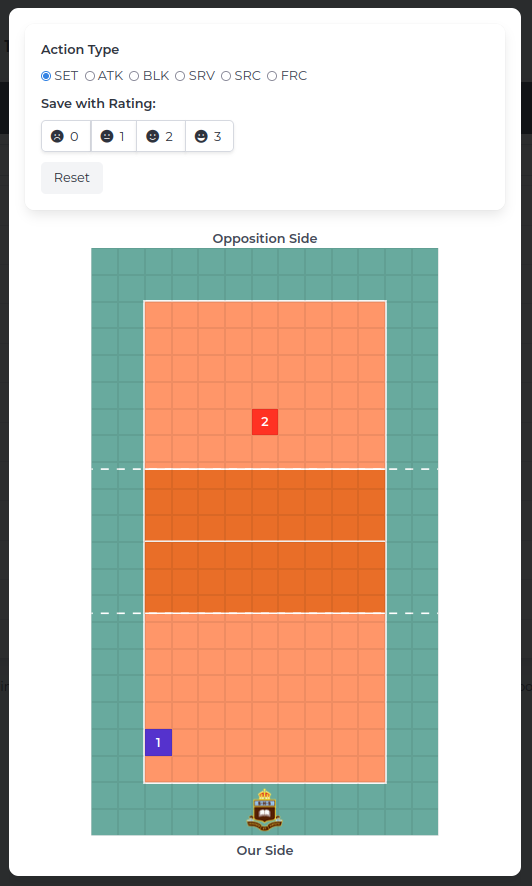 Action Type
SET ATK BLK SRV SRC FRC
Save with Rating:
0 1 2 3
Reset
Opposition Side
2
1
Our Side